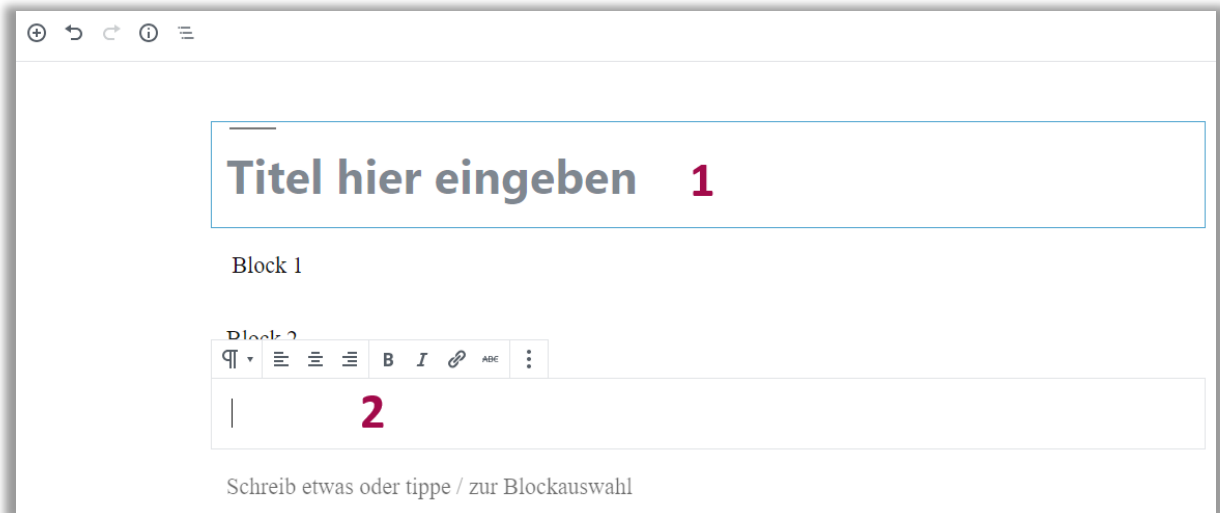 Titel hier eingeben 1
Block 1
Block 2
B I ABC
2
Schreib etwas oder tippe / zur Blockauswahl